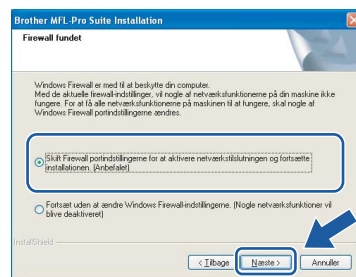 Brother MFL-Pro Suite Installation
Firewall fundet
Windows Firewall er med til at beskytte din computer.
Med de aktuelle firewall-indstillinger, vil nogle af netværksfunktionerne på din maskine ikke
fungere. For at få alle netværksfunktionerne på maskinen til at fungere, skal nogle af
Windows Firewall portindstillingerne ændres.
Skift Firewall portindstillingerne for at aktivere netværkstilslutningen og fortsætte
installationen. (Anbefalet)
Fortsæt uden at ændre Windows Firewall-indstillingerne. (Nogle netværksfunktioner vil
blive deaktiveret)
InstallShield
< Tilbage Næste > Annuller